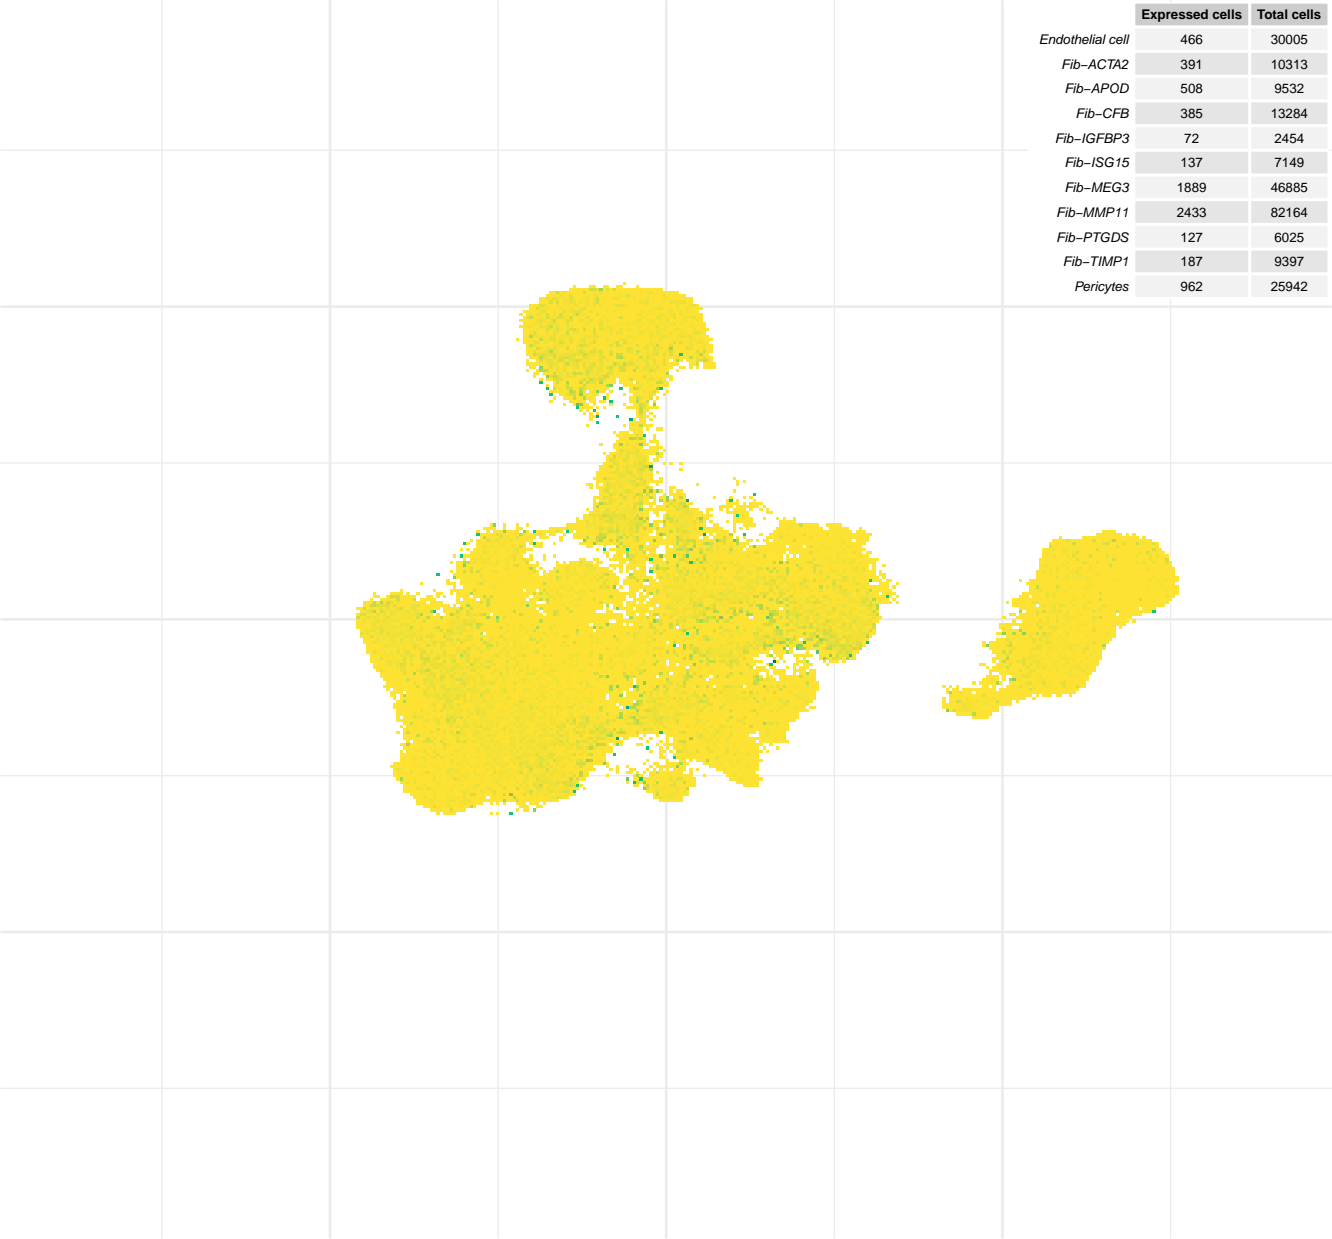 Expressed cells Total cells
Endothelial cell 466 30005
Fib−ACTA2 391 10313
Fib−APOD 508 9532
Fib−CFB 385 13284
Fib−IGFBP3 72 2454
Fib−ISG15 137 7149
Fib−MEG3 1889 46885
Fib−MMP11 2433 82164
Fib−PTGDS 127 6025
Fib−TIMP1 187 9397
Pericytes 962 25942